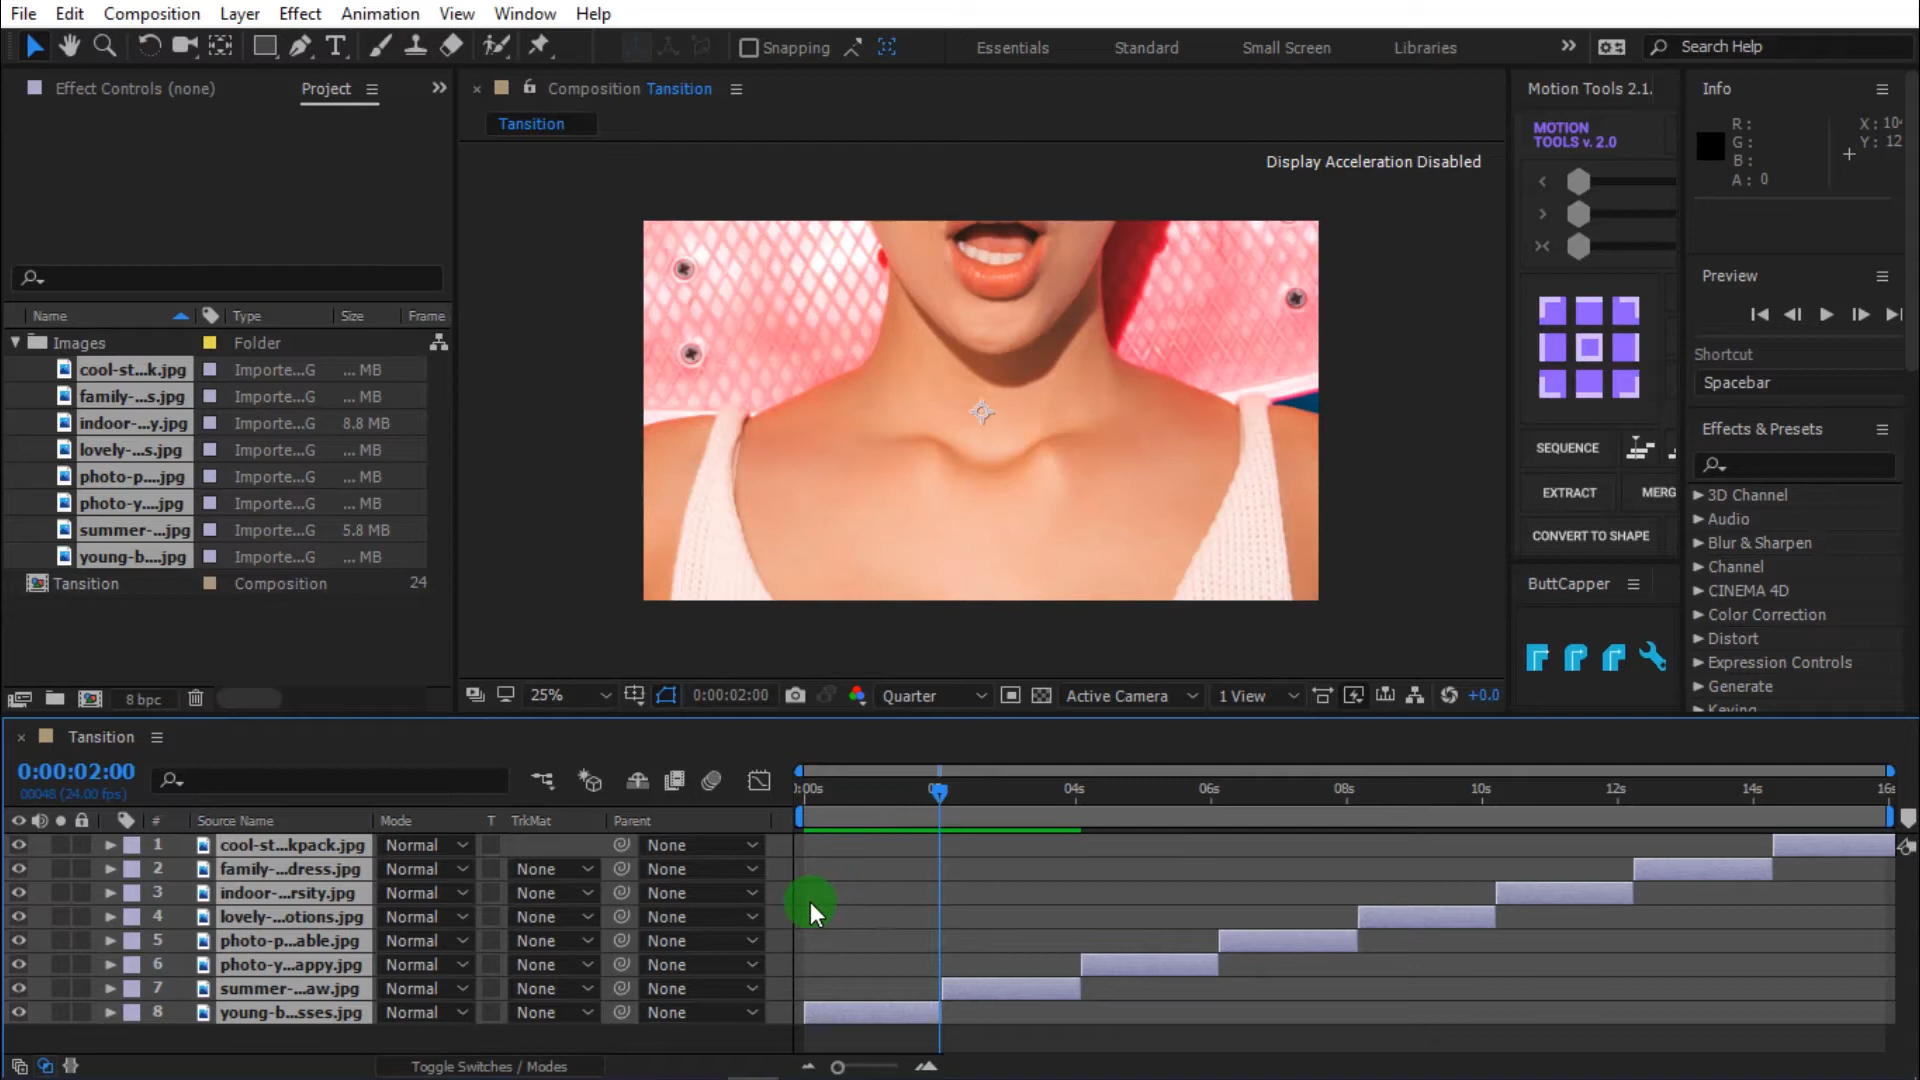 File Edit Composition Layer Effect Animation View Window Help
Snapping Essentials Standard Small Screen Libraries Search Help
Effect Controls (none) Project
Composition Tansition
Motion Tools 2.1.
Info
Tansition
MOTION
TOOLS v. 2.0
R:
G:
B:
A: 0
X: 10
Y: 12
Display Acceleration Disabled
Preview
Shortcut
Spacebar
Name Type Size Frame
Images Folder
cool-st...k.jpg Importe...G ... MB
family-...s.jpg Importe...G ... MB
indoor-...y.jpg Importe...G 8.8 MB
lovely-...s.jpg Importe...G ... MB
photo-p....jpg Importe...G ... MB
photo-y....jpg Importe...G ... MB
summer-...jpg Importe...G 5.8 MB
young-b....jpg Importe...G ... MB
Tansition Composition 24
SEQUENCE
EXTRACT MERG
CONVERT TO SHAPE
ButtCapper
Effects & Presets
3D Channel
Audio
Blur & Sharpen
Channel
CINEMA 4D
Color Correction
Distort
Expression Controls
Generate
Keying
8 bpc
25% 0:00:02:00 Quarter Active Camera 1 View +0.0
Tansition
0:00:02:00
00048 (24.00 fps)
):00s 04s 06s 08s 10s 12s 14s 16s
# Source Name Mode T TrkMat Parent
1 cool-st...kpack.jpg Normal None
2 family-...dress.jpg Normal None None
3 indoor-...rsity.jpg Normal None None
4 lovely-...otions.jpg Normal None None
5 photo-p...able.jpg Normal None None
6 photo-y...appy.jpg Normal None None
7 summer-...aw.jpg Normal None None
8 young-b...sses.jpg Normal None None
Toggle Switches / Modes